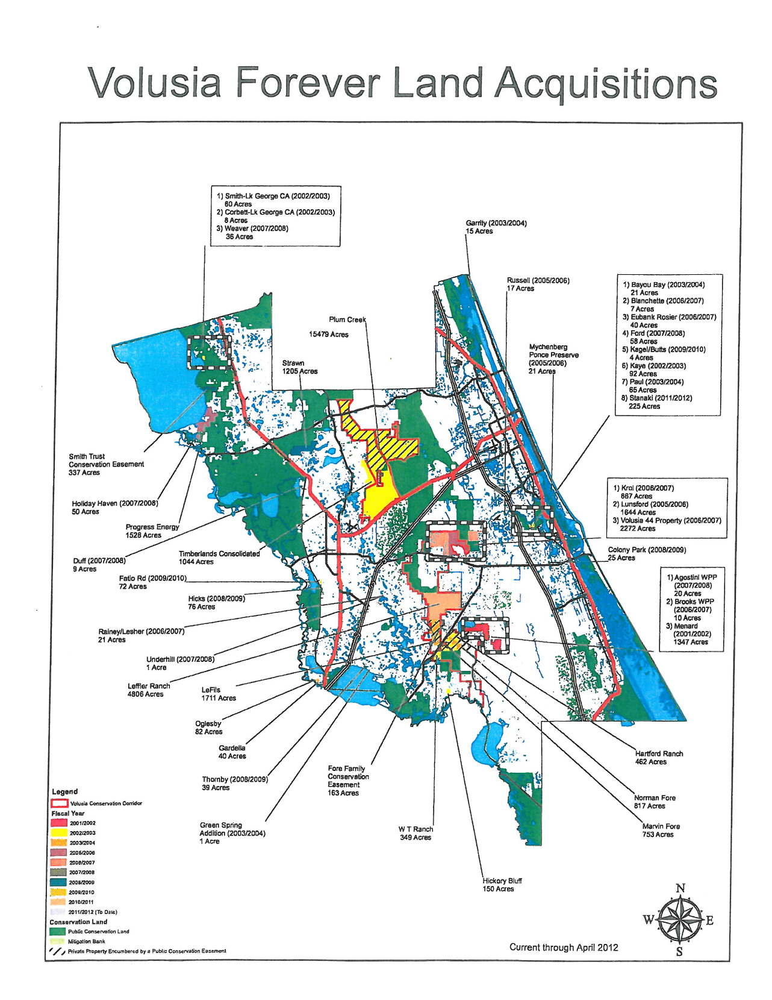 Volusia Forever Land Acquisitions
1) Smith-Lk George CA (2002/2003)
60 Acres
2) Corbett-Lk George CA (2002/2003)
8 Acres
3) Weaver (2007/2008)
36 Acres
Garrily (2003/2004)
15 Acres
Russell (2005/2006)
17 Acres
1) Bayou Bay (2003/2004)
21 Acres
2) Blanchette (2006/2007)
7 Acres
3) Eubank Rosier (2006/2007)
40 Acres
4) Ford (2007/2008)
58 Acres
5) Kagel/Butts (2009/2010)
4 Acres
6) Kaye (2002/2003)
92 Acres
7) Paul (2003/2004)
65 Acres
8) Stanaki (2011/2012)
225 Acres
Plum Creek
15479 Acres
Mychenberg
Ponce Preserve
(2005/2006)
21 Acres
Strawn
1205 Acres
Smith Trust
Conservation Easement
337 Acres
Holiday Haven (2007/2008)
50 Acres
Progress Energy
1528 Acres
Duff (2007/2008)
9 Acres
Timberlands Consolidated
1044 Acres
Fatio Rd (2009/2010)
72 Acres
Hicks (2008/2009)
76 Acres
Rainey/Lesher (2006/2007)
21 Acres
Underhill (2007/2008)
1 Acre
Leffler Ranch
4806 Acres
LeFils
1711 Acres
Oglesby
82 Acres
Gardella
40 Acres
Thornby (2008/2009)
39 Acres
Green Spring
Addition (2003/2004)
1 Acre
Fore Family
Conservation
Easement
163 Acres
W T Ranch
349 Acres
Hickory Bluff
150 Acres
1) Krol (2006/2007)
667 Acres
2) Lunsford (2005/2006)
1644 Acres
3) Volusia 44 Property (2006/2007)
2272 Acres
Colony Park (2008/2009)
25 Acres
1) Agostini WPP
(2007/2008)
20 Acres
2) Brooks WPP
(2006/2007)
10 Acres
3) Menard
(2001/2002)
1347 Acres
Hartford Ranch
462 Acres
Norman Fore
817 Acres
Marvin Fore
753 Acres
Legend
Volusia Conservation Corridor
Fiscal Year
2001/2002
2002/2003
2003/2004
2005/2006
2006/2007
2007/2008
2008/2009
2009/2010
2010/2011
2011/2012 (To Date)
Conservation Land
Public Conservation Land
Mitigation Bank
Private Property Encumbered by a Public Conservation Easement
Current through April 2012
N
W E
S